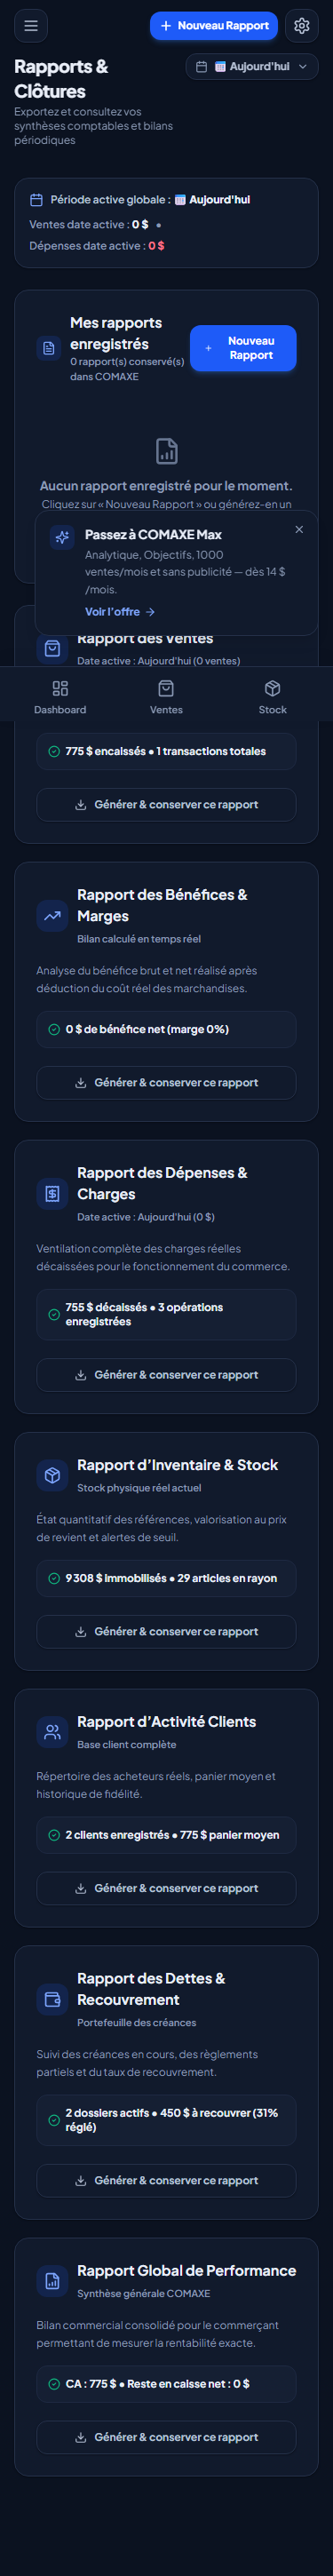 Nouveau Rapport
Rapports &
Clôtures
Aujourd'hui
Exportez et consultez vos
synthèses comptables et bilans
périodiques
Période active globale : Aujourd'hui
Ventes date active : 0 $ •
Dépenses date active : 0 $
Mes rapports
enregistrés
0 rapport(s) conservé(s)
dans COMAXE
+ Nouveau
Rapport
Aucun rapport enregistré pour le moment.
Cliquez sur « Nouveau Rapport » ou générez-en un
Passez à COMAXE Max
Analytique, Objectifs, 1000
ventes/mois et sans publicité — dès 14 $
/mois.
Voir l'offre →
Rapport des Ventes
Date active : Aujourd'hui (0 ventes)
Dashboard
Ventes
Stock
775 $ encaissés • 1 transactions totales
Générer & conserver ce rapport
Rapport des Bénéfices &
Marges
Bilan calculé en temps réel
Analyse du bénéfice brut et net réalisé après
déduction du coût réel des marchandises.
0 $ de bénéfice net (marge 0%)
Générer & conserver ce rapport
Rapport des Dépenses &
Charges
Date active : Aujourd'hui (0 $)
Ventilation complète des charges réelles
décaissées pour le fonctionnement du commerce.
755 $ décaissés • 3 opérations
enregistrées
Générer & conserver ce rapport
Rapport d'Inventaire & Stock
Stock physique réel actuel
État quantitatif des références, valorisation au prix
de revient et alertes de seuil.
9 308 $ immobilisés • 29 articles en rayon
Générer & conserver ce rapport
Rapport d'Activité Clients
Base client complète
Répertoire des acheteurs réels, panier moyen et
historique de fidélité.
2 clients enregistrés • 775 $ panier moyen
Générer & conserver ce rapport
Rapport des Dettes &
Recouvrement
Portefeuille des créances
Suivi des créances en cours, des règlements
partiels et du taux de recouvrement.
2 dossiers actifs • 450 $ à recouvrer (31%
réglé)
Générer & conserver ce rapport
Rapport Global de Performance
Synthèse générale COMAXE
Bilan commercial consolidé pour le commerçant
permettant de mesurer la rentabilité exacte.
CA : 775 $ • Reste en caisse net : 0 $
Générer & conserver ce rapport